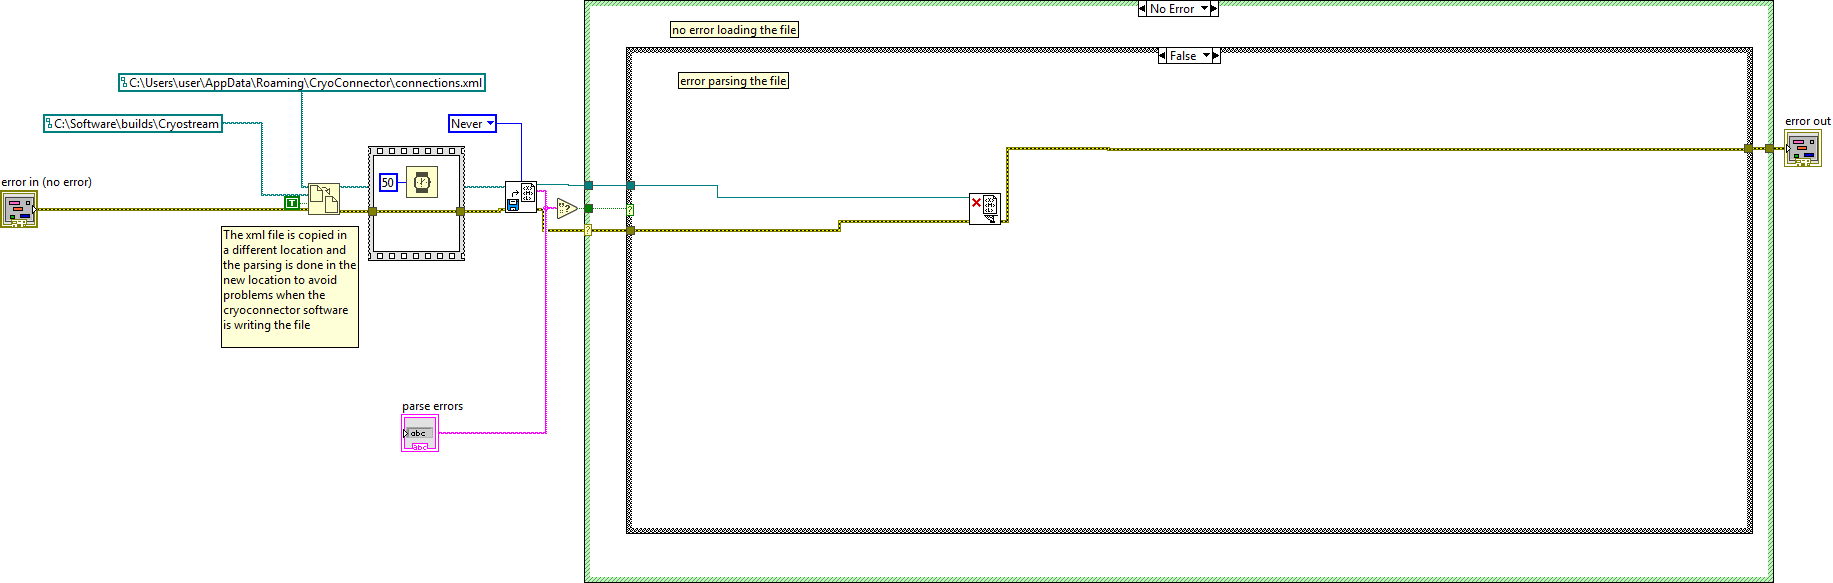 No Error
no error loading the file
False
error parsing the file
C:\Users\user\AppData\Roaming\CryoConnector\connections.xml
C:\Software\builds\Cryostream
Never
error out
error in (no error)
50
T
?
?
?
The xml file is copied in
a different location and
the parsing is done in the
new location to avoid
problems when the
cryoconnector software
is writing the file
parse errors
abc
abc